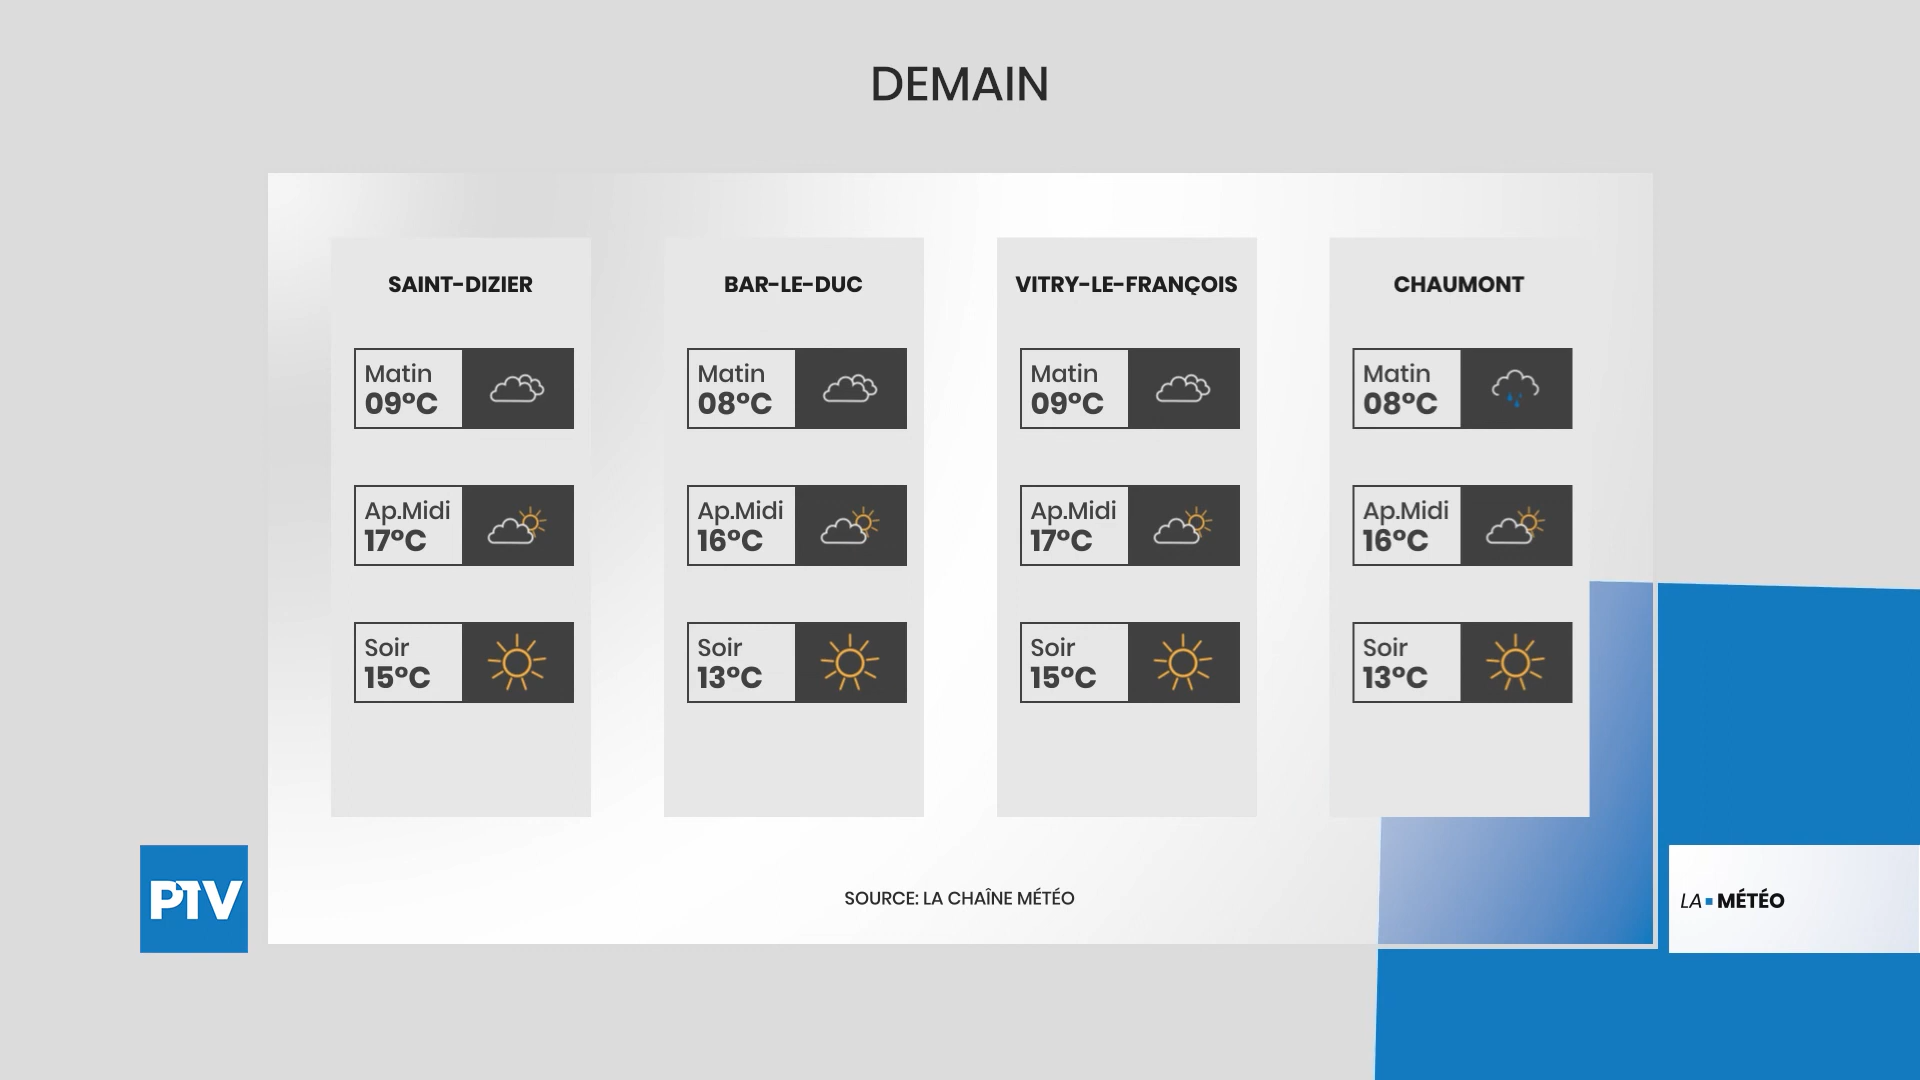 DEMAIN
SAINT-DIZIER
Matin
09°C
Ap.Midi
17°C
Soir
15°C
BAR-LE-DUC
Matin
08°C
Ap.Midi
16°C
Soir
13°C
VITRY-LE-FRANÇOIS
Matin
09°C
Ap.Midi
17°C
Soir
15°C
CHAUMONT
Matin
08°C
Ap.Midi
16°C
Soir
13°C
SOURCE: LA CHAÎNE MÉTÉO
PTV
LA▪MÉTÉO